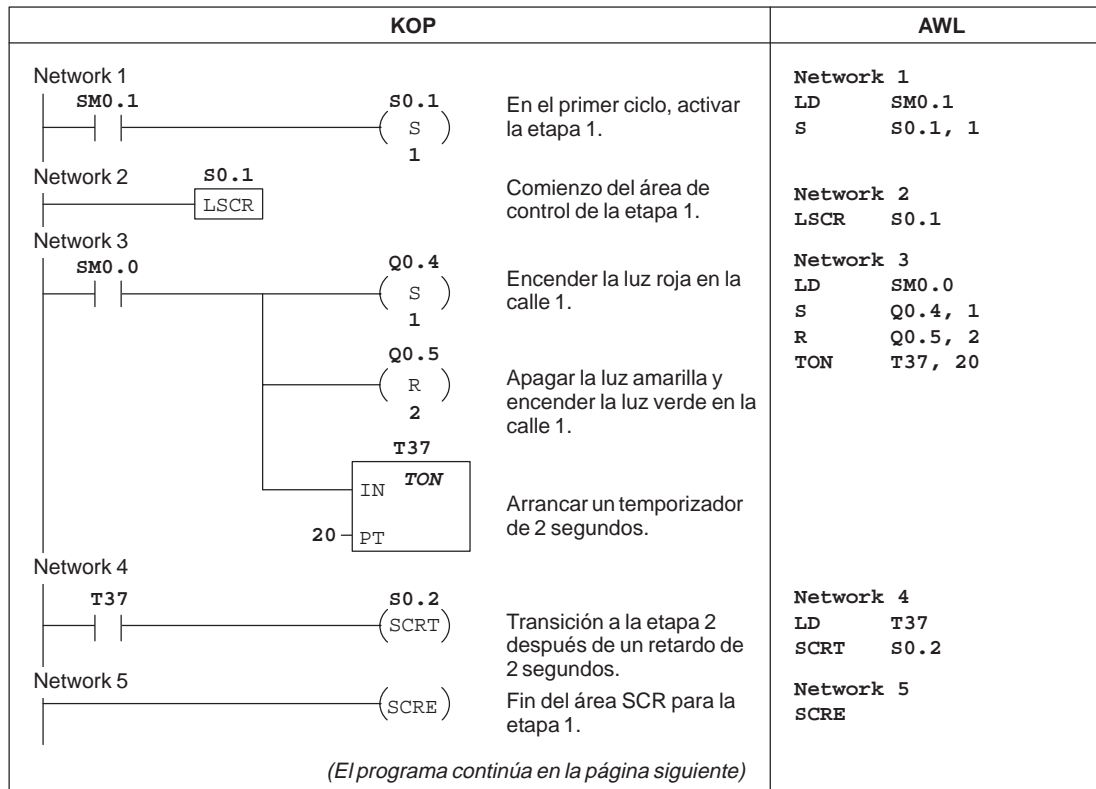 KOP
AWL
Network 1
SM0.1
S0.1
S
1
En el primer ciclo, activar
la etapa 1.
Network 1
LD SM0.1
S S0.1, 1
Network 2
S0.1
LSCR
Comienzo del área de
control de la etapa 1.
Network 2
LSCR S0.1
Network 3
SM0.0
Q0.4
S
1
Encender la luz roja en la
calle 1.
Q0.5
R
2
Apagar la luz amarilla y
encender la luz verde en la
calle 1.
T37
TON
IN
20
PT
Arrancar un temporizador
de 2 segundos.
Network 3
LD SM0.0
S Q0.4, 1
R Q0.5, 2
TON T37, 20
Network 4
T37
S0.2
SCRT
Transición a la etapa 2
después de un retardo de
2 segundos.
Network 4
LD T37
SCRT S0.2
Network 5
SCRE
Fin del área SCR para la
etapa 1.
Network 5
SCRE
(El programa continúa en la página siguiente)